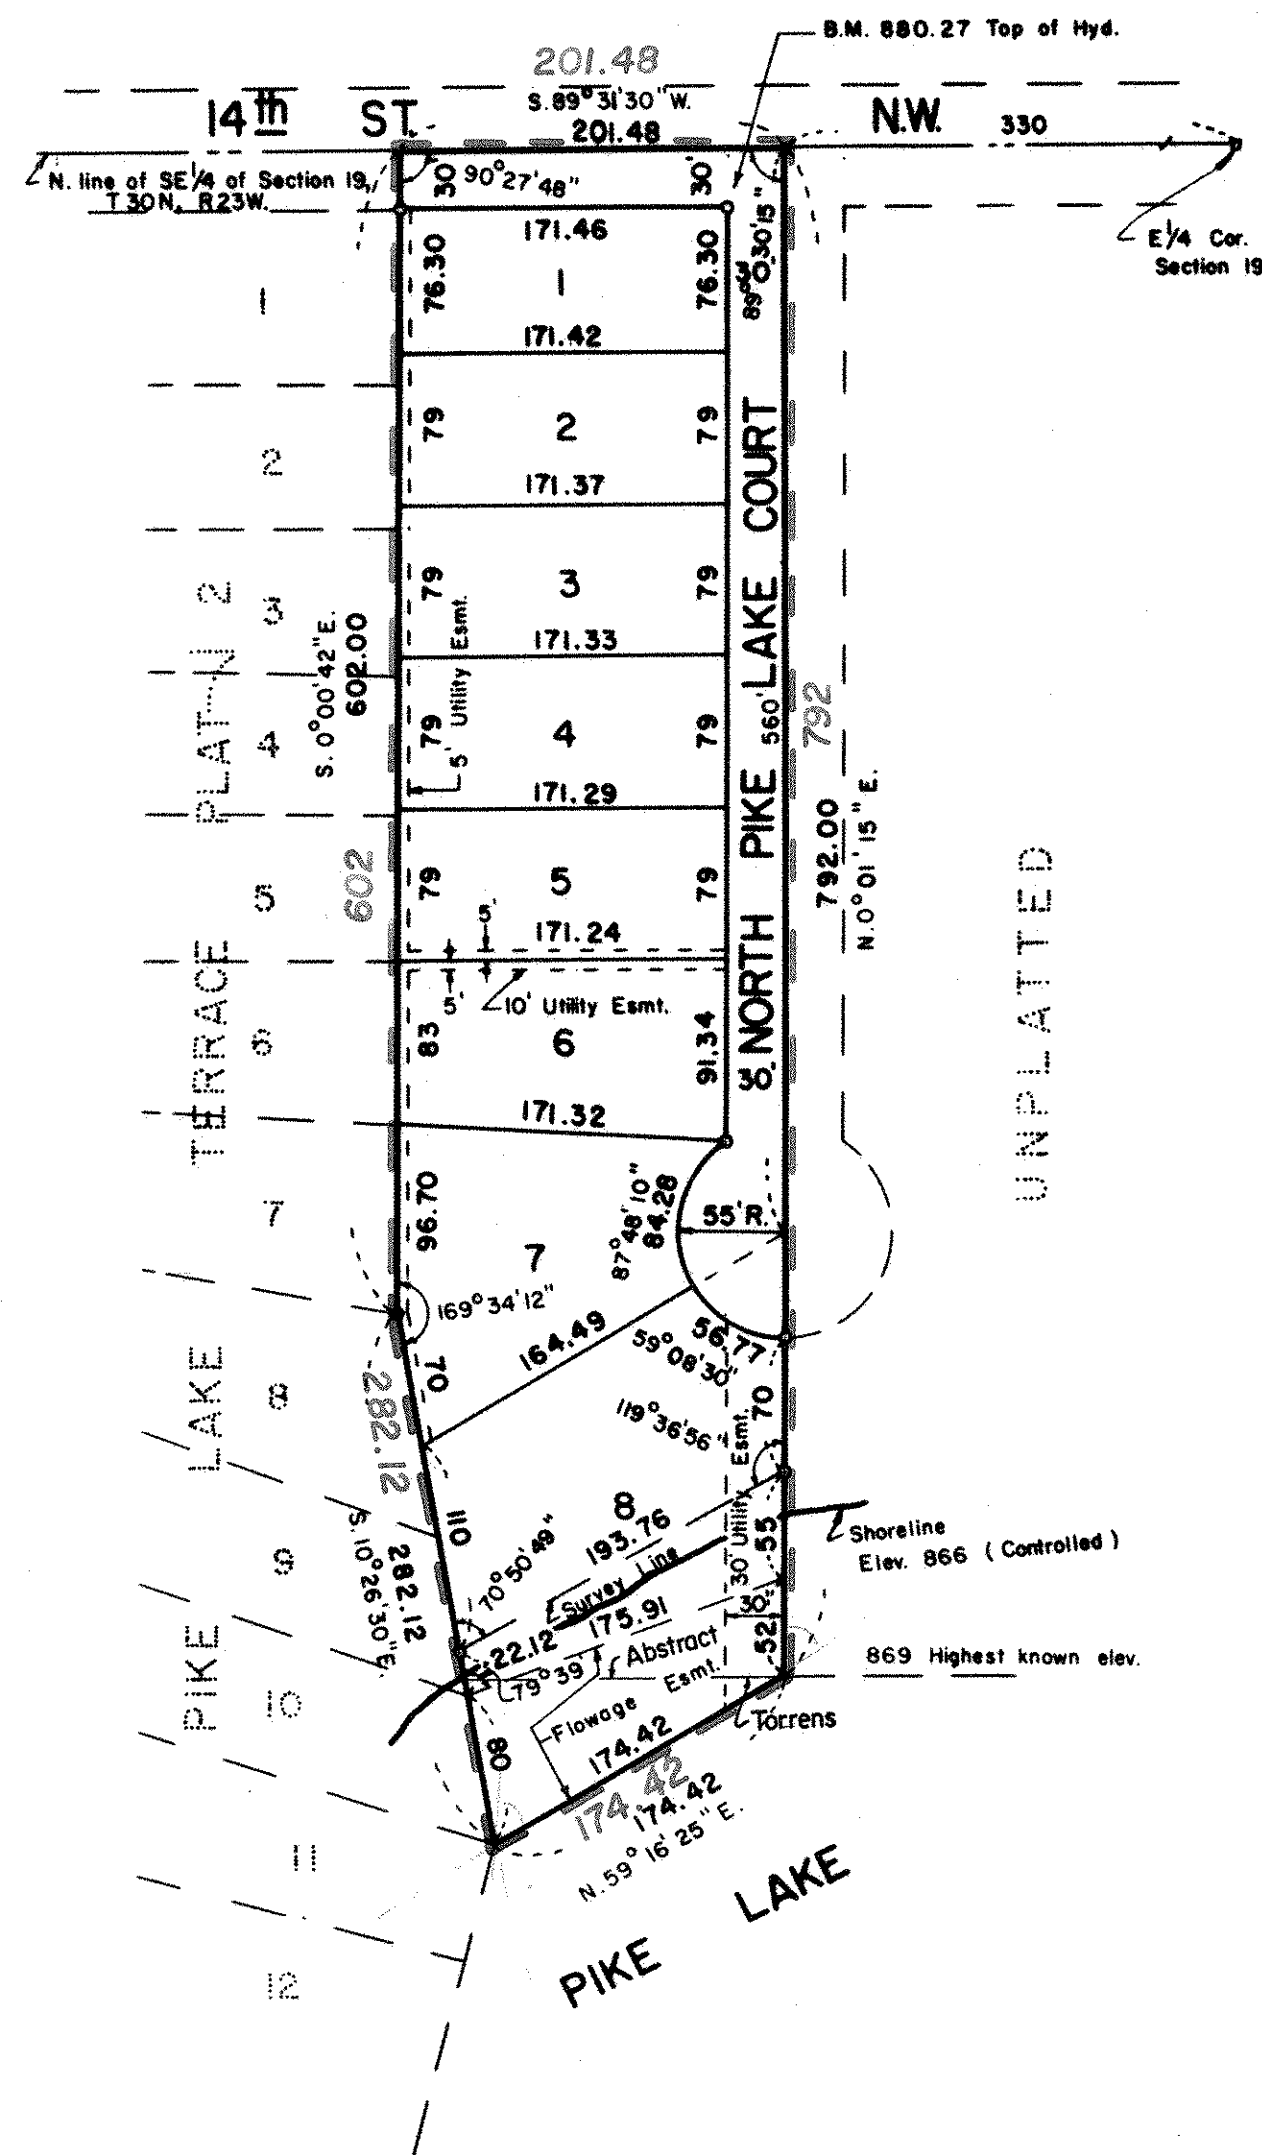 B.M. 880.27 Top of Hyd.
201.48
S. 89° 31' 30" W.
14th ST. N.W.
201.48
330
N. line of SE 1/4 of Section 19,
T 30 N, R 23 W.
30 90° 27' 48" 30'
E 1/4 Cor.
Section 19
171.46
76.30 1 76.30
89° 30' 15"
171.42
79 2 79
171.37
79 3 79
171.33
79 4 79
5' Utility Esmt.
171.29
79 5 79
5'
171.24
5' 10' Utility Esmt.
83 6 91.34
171.32
30
NORTH PIKE LAKE COURT
560'
S. 0° 00' 42" E.
602.00
602
792
792.00
N. 0° 01' 15" E.
UNPLATTED
PIKE LAKE TERRACE PLAT N 2
1
2
3
4
5
6
7
8
9
10
11
12
96.70
7
87° 48' 10"
84.28
55' R.
169° 34' 12"
164.49
70
56.77
59° 08' 30"
70
119° 36' 56"
282.12
282.12
S. 10° 26' 30" E.
110
8
193.76
70° 50' 49"
Survey Line
30' Utility Esmt.
55
Shoreline
Elev. 866 (Controlled)
175.91
22.12
79° 39'
30
52
Abstract
869 Highest known elev.
Flowage Esmt.
Torrens
80
174.42
174.42
174.42
N. 59° 16' 25" E.
PIKE LAKE